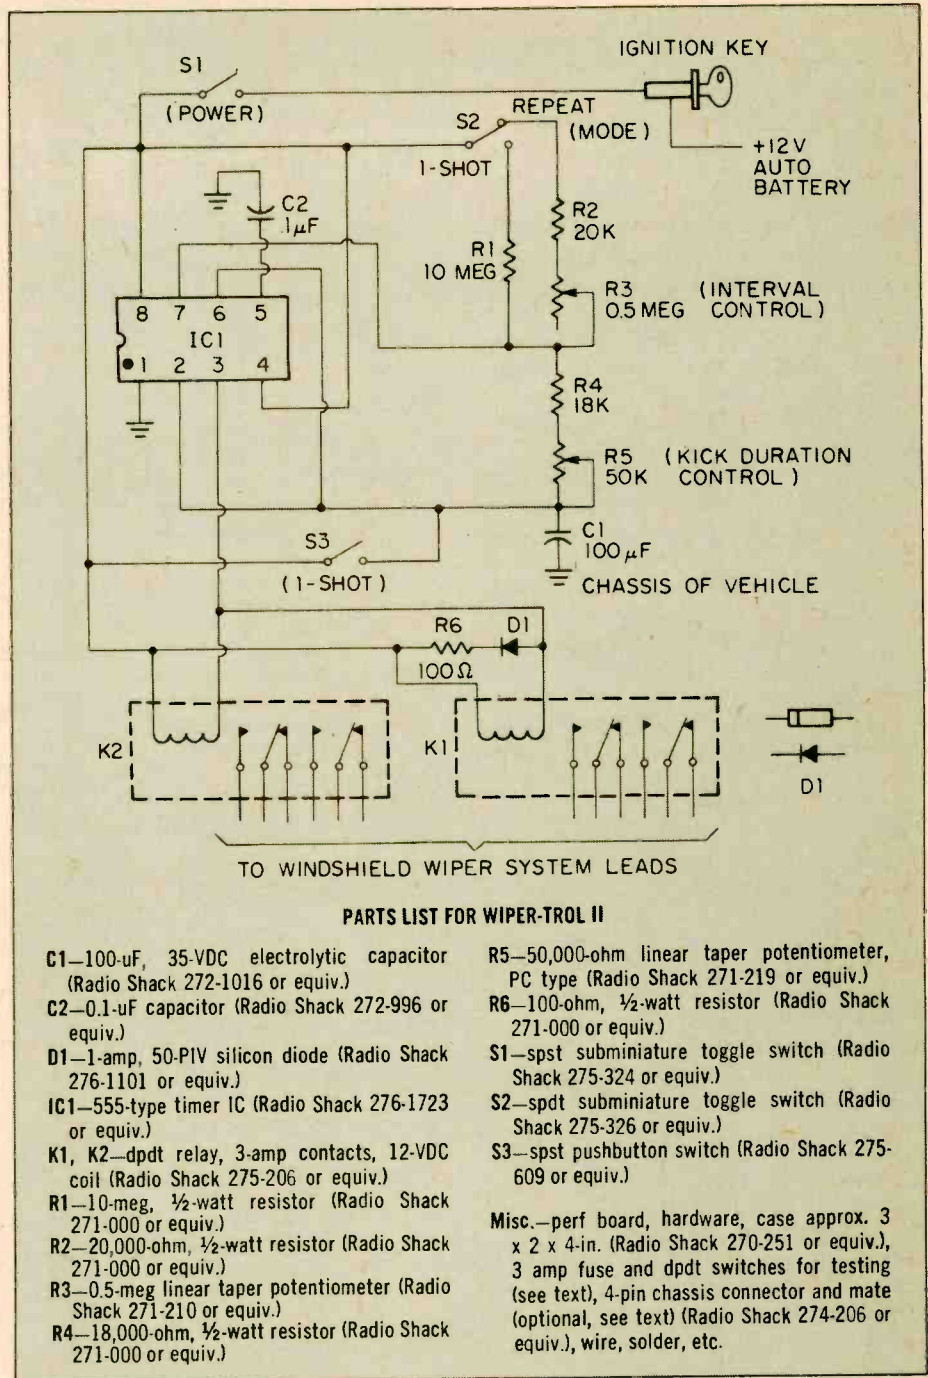 IGNITION KEY
S1
(POWER)
REPEAT
S2
(MODE)
1-SHOT
+12V
AUTO
BATTERY
C2
.1µF
R2
20K
R1
10 MEG
R3 (INTERVAL
0.5 MEG CONTROL)
8 7 6 5
IC1
1 2 3 4
R4
18K
R5 (KICK DURATION
50K CONTROL)
S3
(1-SHOT)
C1
100µF
CHASSIS OF VEHICLE
R6 D1
100Ω
K2
K1
D1
TO WINDSHIELD WIPER SYSTEM LEADS
PARTS LIST FOR WIPER-TROL II
C1—100-uF, 35-VDC electrolytic capacitor
(Radio Shack 272-1016 or equiv.)
C2—0.1-uF capacitor (Radio Shack 272-996 or
equiv.)
D1—1-amp, 50-PIV silicon diode (Radio Shack
276-1101 or equiv.)
IC1—555-type timer IC (Radio Shack 276-1723
or equiv.)
K1, K2—dpdt relay, 3-amp contacts, 12-VDC
coil (Radio Shack 275-206 or equiv.)
R1—10-meg, ½-watt resistor (Radio Shack
271-000 or equiv.)
R2—20,000-ohm, ½-watt resistor (Radio Shack
271-000 or equiv.)
R3—0.5-meg linear taper potentiometer (Radio
Shack 271-210 or equiv.)
R4—18,000-ohm, ½-watt resistor (Radio Shack
271-000 or equiv.)
R5—50,000-ohm linear taper potentiometer,
PC type (Radio Shack 271-219 or equiv.)
R6—100-ohm, ½-watt resistor (Radio Shack
271-000 or equiv.)
S1—spst subminiature toggle switch (Radio
Shack 275-324 or equiv.)
S2—spdt subminiature toggle switch (Radio
Shack 275-326 or equiv.)
S3—spst pushbutton switch (Radio Shack 275-
609 or equiv.)
Misc.—perf board, hardware, case approx. 3
x 2 x 4-in. (Radio Shack 270-251 or equiv.),
3 amp fuse and dpdt switches for testing
(see text), 4-pin chassis connector and mate
(optional, see text) (Radio Shack 274-206 or
equiv.), wire, solder, etc.